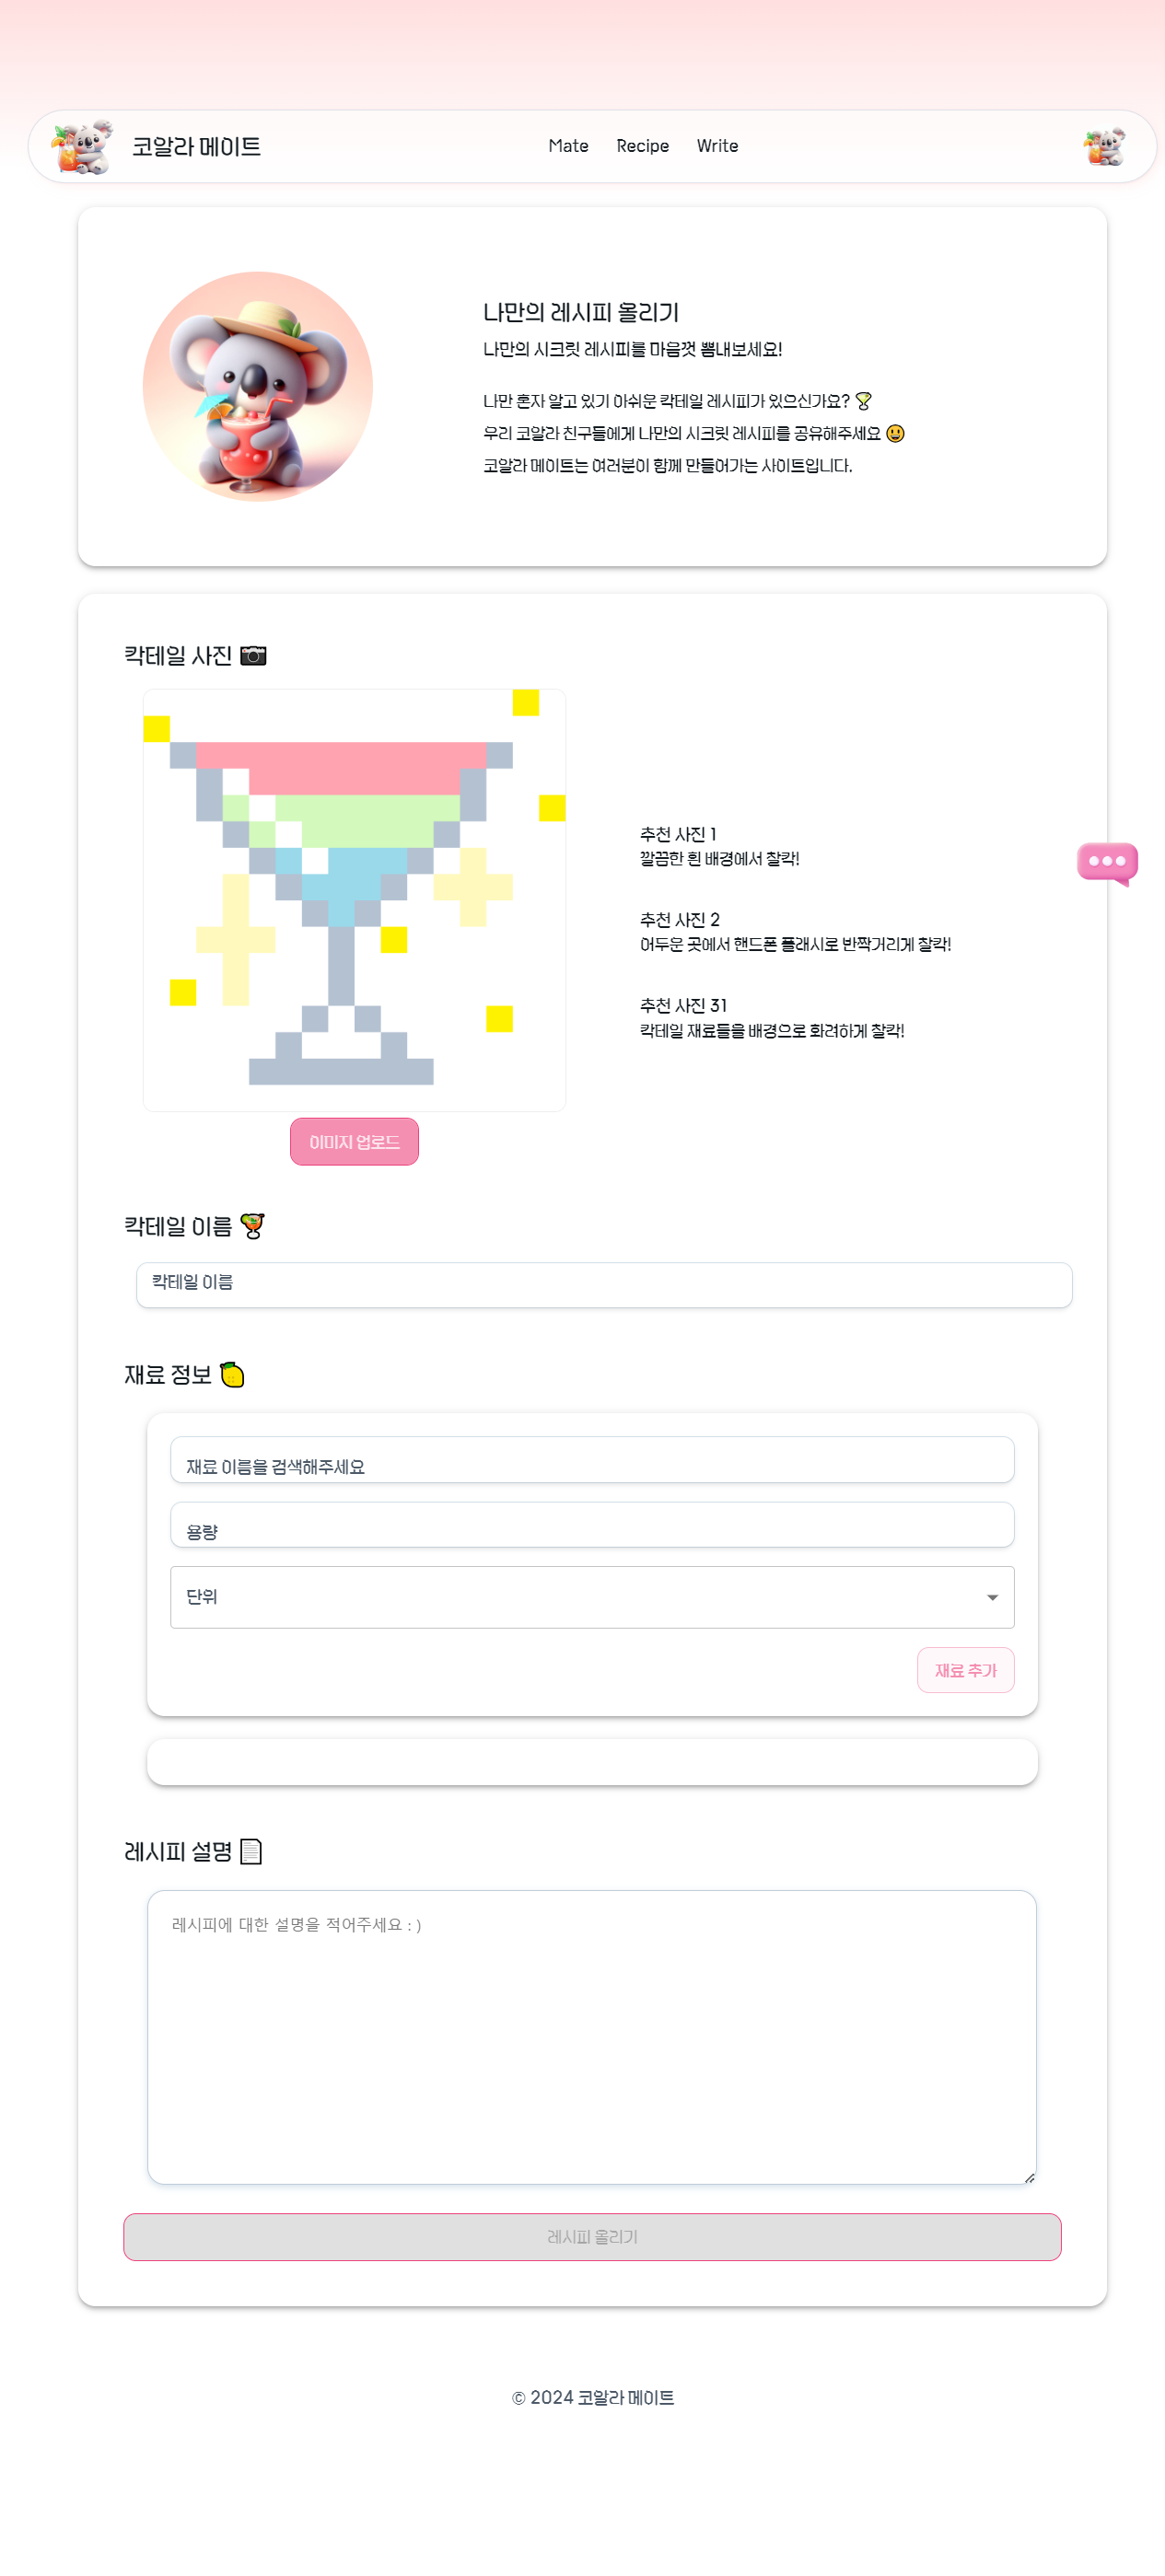 코알라 메이트
Mate Recipe Write
나만의 레시피 올리기
나만의 시크릿 레시피를 마음껏 뽐내보세요!
나만 혼자 알고 있기 아쉬운 칵테일 레시피가 있으신가요? 🍸
우리 코알라 친구들에게 나만의 시크릿 레시피를 공유해주세요 😃
코알라 메이트는 여러분이 함께 만들어가는 사이트입니다.
칵테일 사진 📷
추천 사진 1
깔끔한 흰 배경에서 찰칵!
추천 사진 2
어두운 곳에서 핸드폰 플래시로 반짝거리게 찰칵!
추천 사진 31
칵테일 재료들을 배경으로 화려하게 찰칵!
이미지 업로드
칵테일 이름 🍹
칵테일 이름
재료 정보 🍋
재료 이름을 검색해주세요
용량
단위
재료 추가
레시피 설명 📄
레시피에 대한 설명을 적어주세요 : )
레시피 올리기
© 2024 코알라 메이트